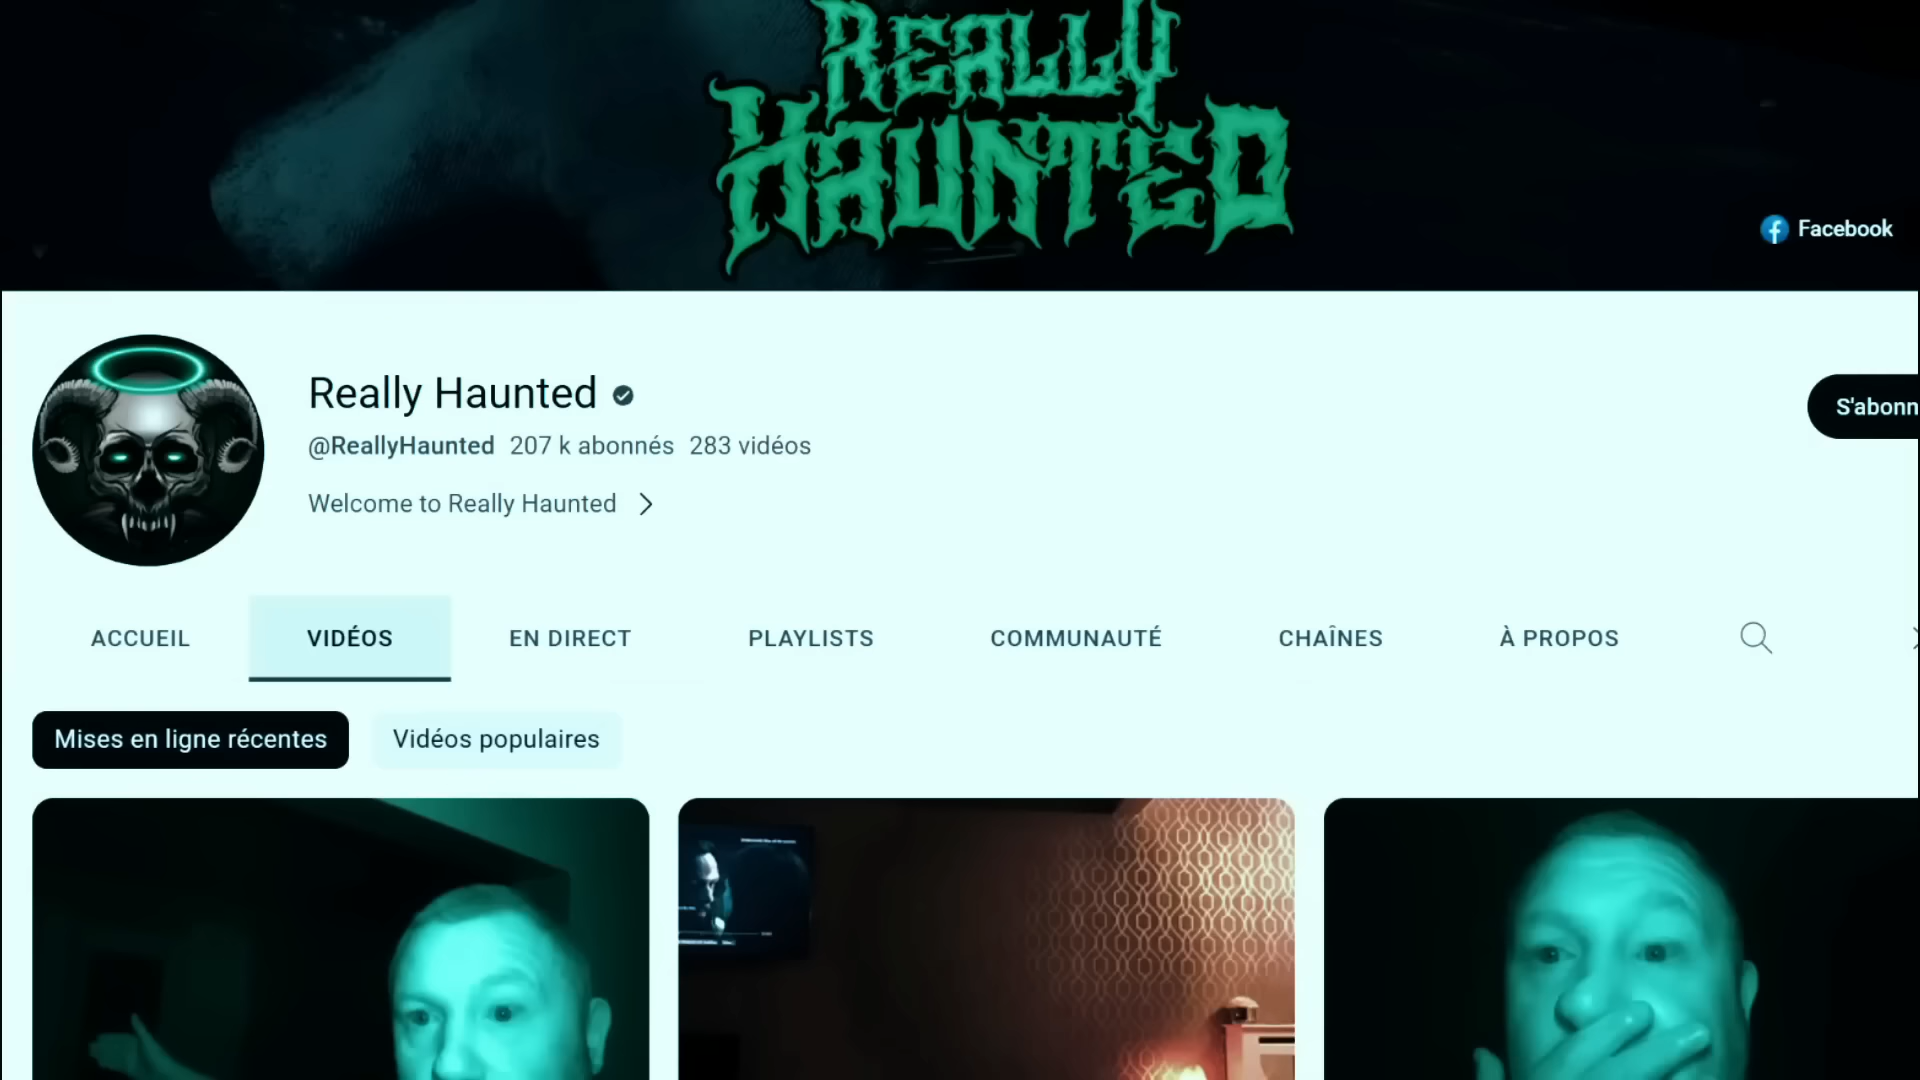 REALLY
HAUNTED
Facebook
Really Haunted
@ReallyHaunted 207 k abonnés 283 vidéos
S'abonn
Welcome to Really Haunted
ACCUEIL VIDÉOS EN DIRECT PLAYLISTS COMMUNAUTÉ CHAÎNES À PROPOS
Mises en ligne récentes Vidéos populaires